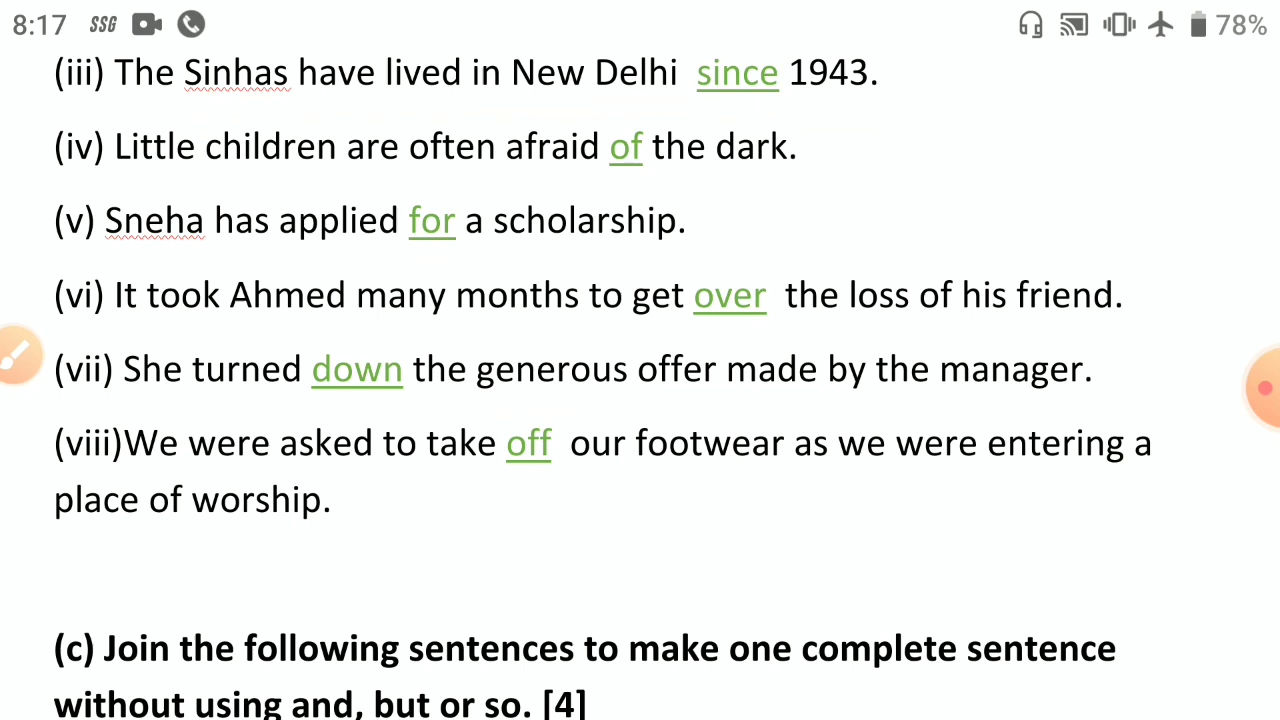 8:17 SSG 78%
(iii) The Sinhas have lived in New Delhi since 1943.
(iv) Little children are often afraid of the dark.
(v) Sneha has applied for a scholarship.
(vi) It took Ahmed many months to get over the loss of his friend.
(vii) She turned down the generous offer made by the manager.
(viii)We were asked to take off our footwear as we were entering a
place of worship.
(c) Join the following sentences to make one complete sentence
without using and, but or so. [4]